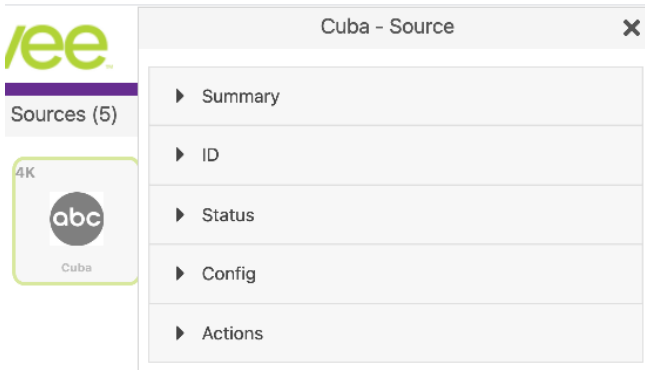 vee
Sources (5)
4K
abc
Cuba
Cuba - Source
Summary
ID
Status
Config
Actions